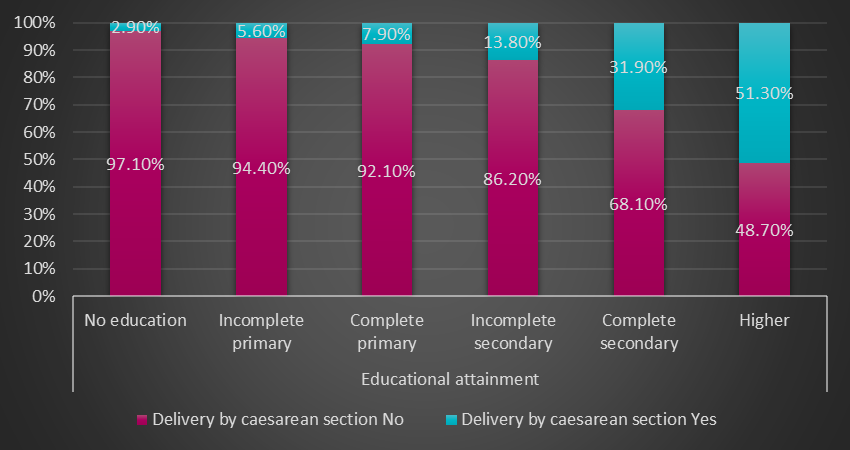 100%
90%
80%
70%
60%
50%
40%
30%
20%
10%
0%
2.90% 5.60% 7.90% 13.80% 31.90% 51.30%
97.10% 94.40% 92.10% 86.20% 68.10% 48.70%
No education Incomplete primary Complete primary Incomplete secondary Complete secondary Higher
Educational attainment
Delivery by caesarean section No Delivery by caesarean section Yes